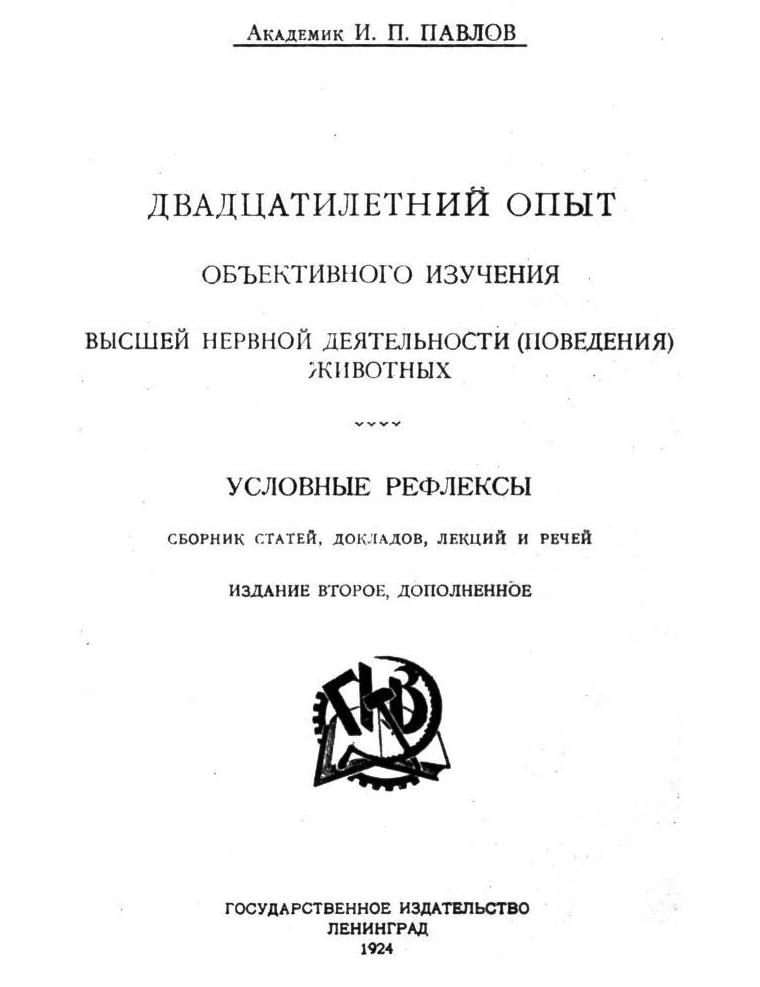 Академик И. П. ПАВЛОВ
ДВАДЦАТИЛЕТНИЙ ОПЫТ
ОБЪЕКТИВНОГО ИЗУЧЕНИЯ
ВЫСШЕЙ НЕРВНОЙ ДЕЯТЕЛЬНОСТИ (ПОВЕДЕНИЯ)
ЖИВОТНЫХ
УСЛОВНЫЕ РЕФЛЕКСЫ
СБОРНИК СТАТЕЙ, ДОКЛАДОВ, ЛЕКЦИЙ И РЕЧЕЙ
ИЗДАНИЕ ВТОРОЕ, ДОПОЛНЕННОЕ
ГОСУДАРСТВЕННОЕ ИЗДАТЕЛЬСТВО
ЛЕНИНГРАД
1924